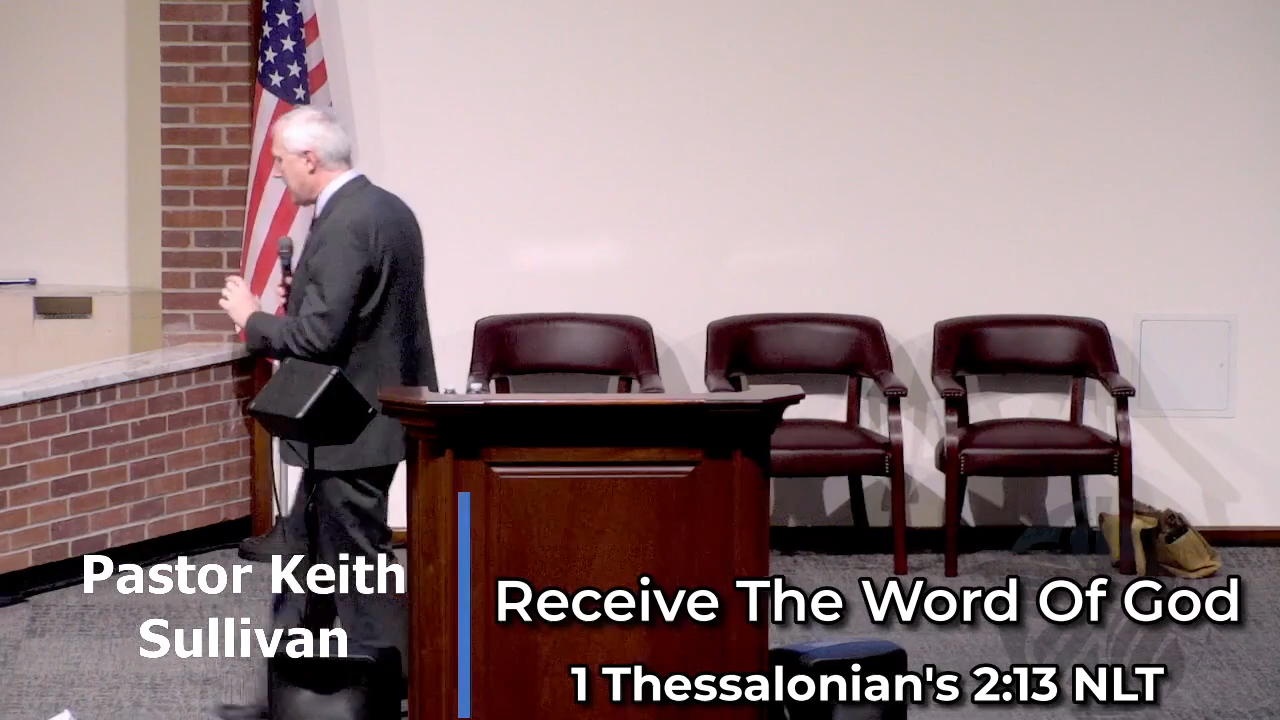 Pastor Keith
Sullivan
Receive The Word Of God
1 Thessalonian's 2:13 NLT